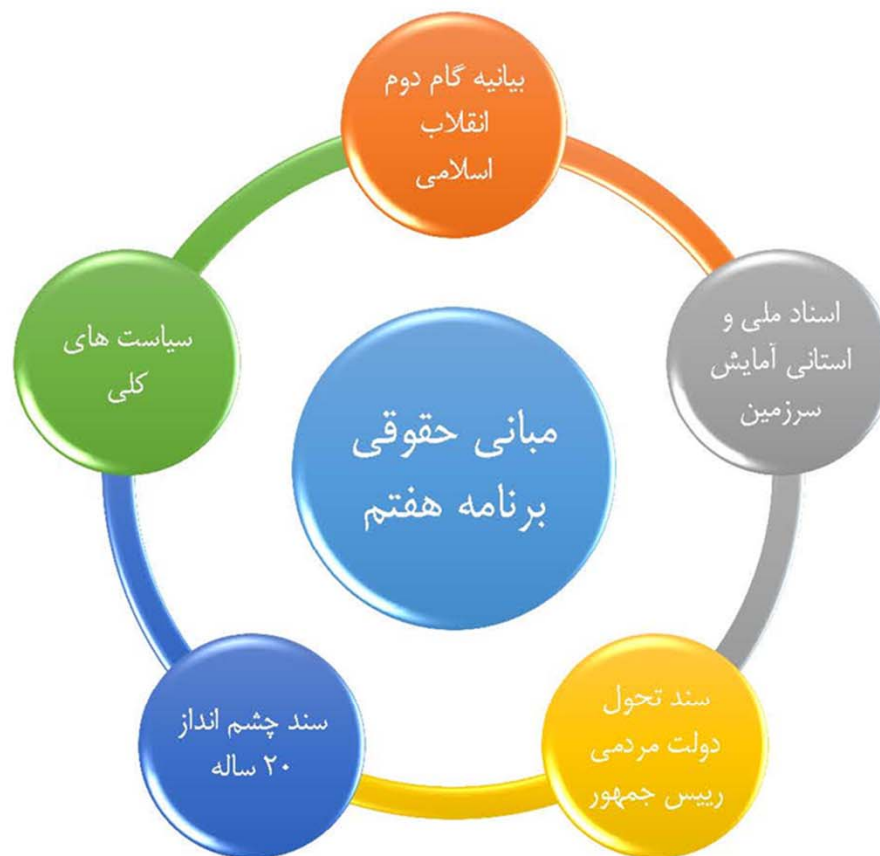 بیانیه گام دوم
انقلاب
اسلامی
اسناد ملی و
استانی آمایش
سرزمین
سند تحول
دولت مردمی
رییس جمهور
سند چشم انداز
۲۰ ساله
سیاست های
کلی
مبانی حقوقی
برنامه هفتم